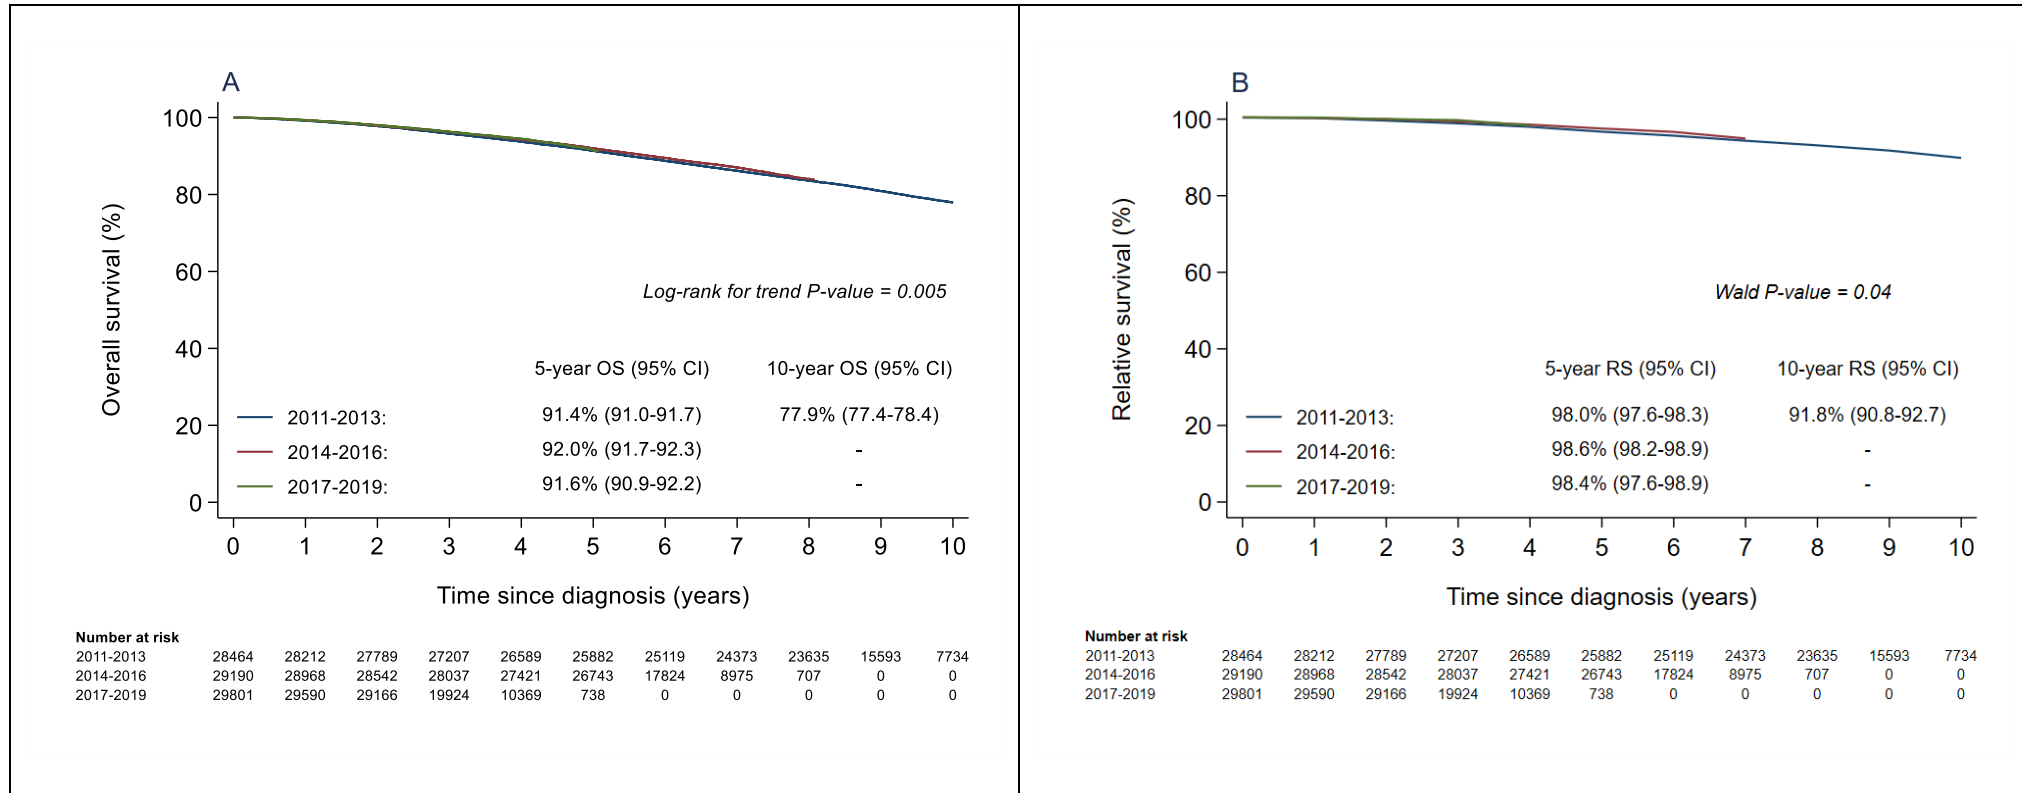 A
100
80
60
40
20
0
Overall survival (%)
Log-rank for trend P-value = 0.005
5-year OS (95% CI) 10-year OS (95% CI)
2011-2013: 91.4% (91.0-91.7) 77.9% (77.4-78.4)
2014-2016: 92.0% (91.7-92.3) -
2017-2019: 91.6% (90.9-92.2) -
0 1 2 3 4 5 6 7 8 9 10
Time since diagnosis (years)
Number at risk
2011-2013 28464 28212 27789 27207 26589 25882 25119 24373 23635 15593 7734
2014-2016 29190 28968 28542 28037 27421 26743 17824 8975 707 0 0
2017-2019 29801 29590 29166 19924 10369 738 0 0 0 0 0
B
100
80
60
40
20
0
Relative survival (%)
Wald P-value = 0.04
5-year RS (95% CI) 10-year RS (95% CI)
2011-2013: 98.0% (97.6-98.3) 91.8% (90.8-92.7)
2014-2016: 98.6% (98.2-98.9) -
2017-2019: 98.4% (97.6-98.9) -
0 1 2 3 4 5 6 7 8 9 10
Time since diagnosis (years)
Number at risk
2011-2013 28464 28212 27789 27207 26589 25882 25119 24373 23635 15593 7734
2014-2016 29190 28968 28542 28037 27421 26743 17824 8975 707 0 0
2017-2019 29801 29590 29166 19924 10369 738 0 0 0 0 0